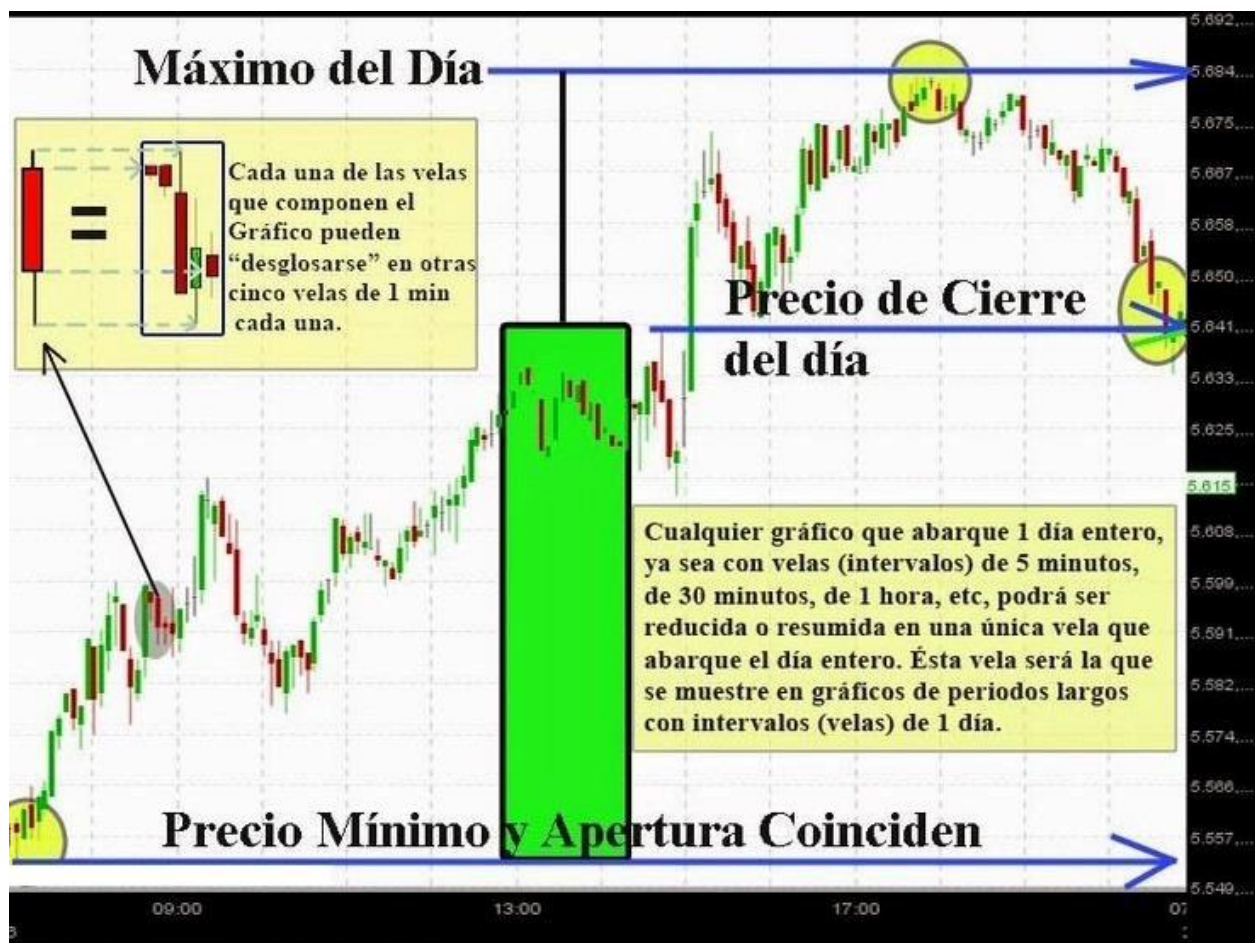 Máximo del Día
Cada una de las velas
que componen el
Gráfico pueden
“desglosarse” en otras
cinco velas de 1 min
cada una.
Precio de Cierre
del día
Cualquier gráfico que abarque 1 día entero,
ya sea con velas (intervalos) de 5 minutos,
de 30 minutos, de 1 hora, etc, podrá ser
reducida o resumida en una única vela que
abarque el día entero. Ésta vela será la que
se muestre en gráficos de periodos largos
con intervalos (velas) de 1 día.
Precio Mínimo y Apertura Coinciden
5.692,...
5.684,...
5.675,...
5.667,...
5.658,...
5.650,...
5.641,...
5.633,...
5.625,...
5.615
5.608,...
5.599,...
5.591,...
5.582,...
5.574,...
5.566,...
5.557,...
5.549,...
09:00
13:00
17:00